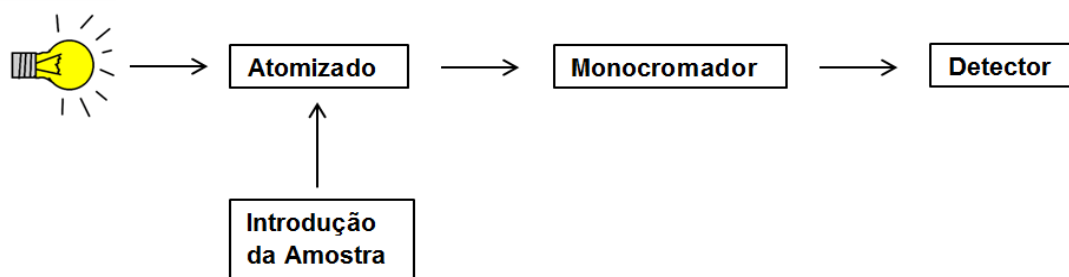 Atomizado
Monocromador
Detector
Introdução
da Amostra